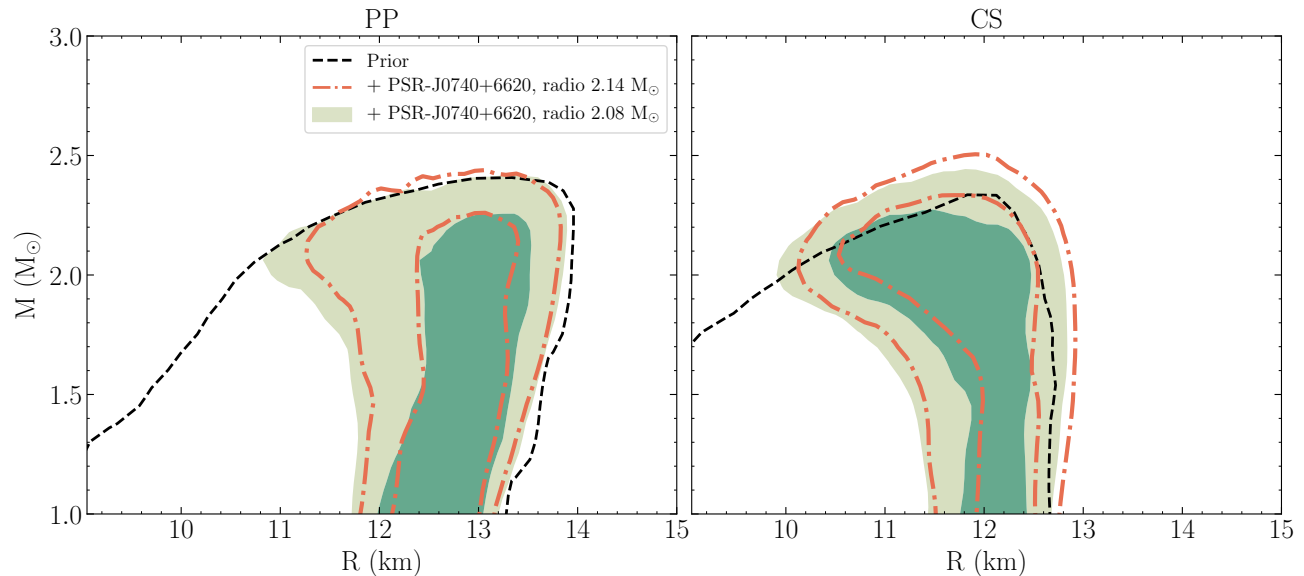 PP
CS
3.0
2.5
2.0
1.5
1.0
M (M⊙)
Prior
+ PSR-J0740+6620, radio 2.14 M⊙
+ PSR-J0740+6620, radio 2.08 M⊙
10 11 12 13 14 15
10 11 12 13 14 15
R (km)
R (km)